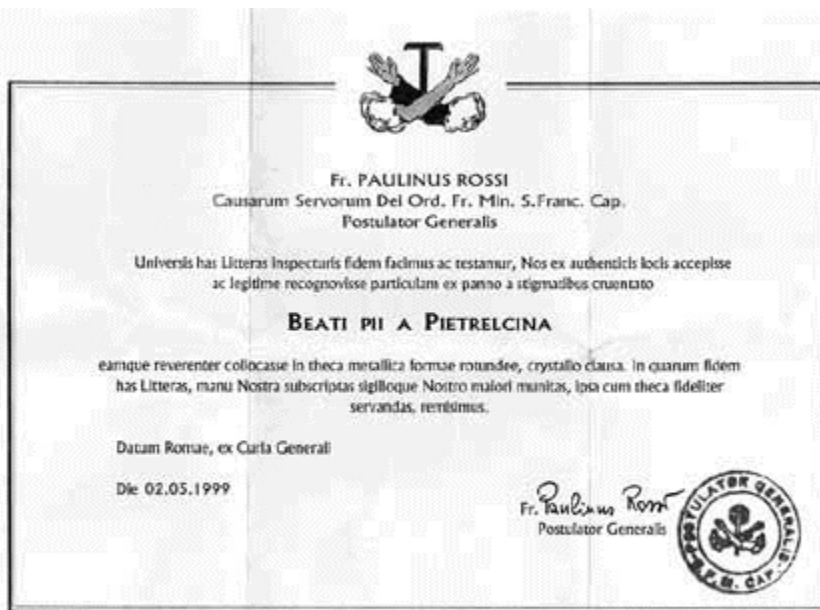 Fr. PAULINUS ROSSI
Causarum Servorum Dei Ord. Fr. Min. S.Franc. Cap.
Postulator Generalis
Universis has Litteras inspecturis fidem facimus ac testamur, Nos ex authenticis locis accepisse
ac legitime recognovisse particulam ex panno a stigmatibus cruentato
BEATI PII A PIETRELCINA
eamque reverenter collocasse in theca metallica formae rotundee, crystallo clausa. In quarum fidem
has Litteras, manu Nostra subscriptas sigilloque Nostro maiori munitas, ipsa cum theca fideliter
servandas, remisimus.
Datum Romae, ex Curia Generali
Die 02.05.1999
Fr. Paulinus Rossi
Postulator Generalis
POSTULATOR GENERALIS
O.F.M. CAP.